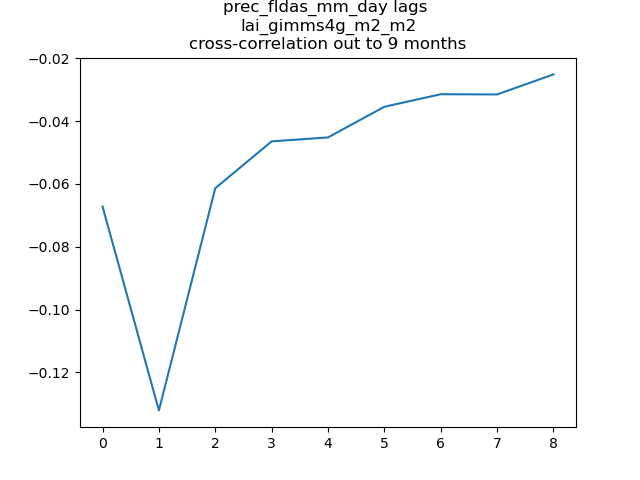 prec_fldas_mm_day lags
lai_gimms4g_m2_m2
cross-correlation out to 9 months
−0.02
−0.04
−0.06
−0.08
−0.10
−0.12
0 1 2 3 4 5 6 7 8